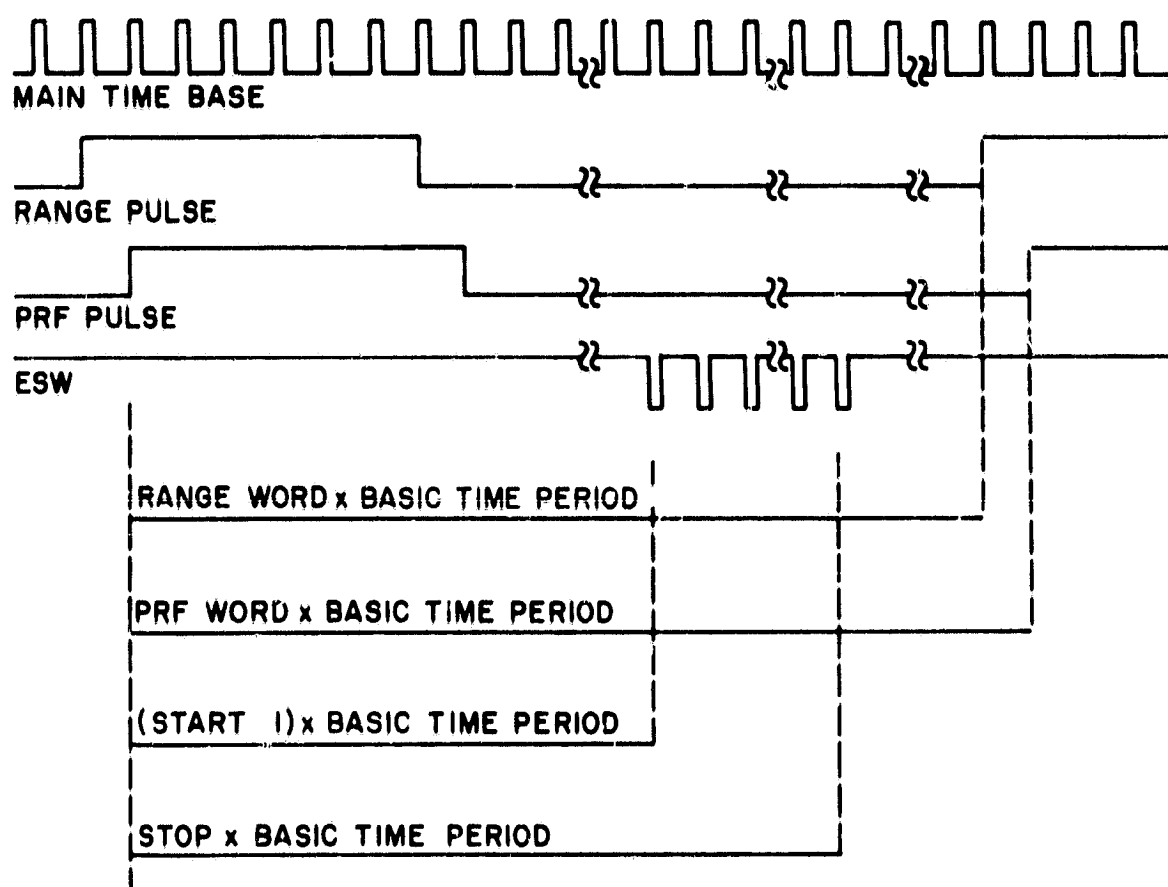 MAIN TIME BASE
RANGE PULSE
PRF PULSE
ESW
RANGE WORD x BASIC TIME PERIOD
PRF WORD x BASIC TIME PERIOD
(START 1) x BASIC TIME PERIOD
STOP x BASIC TIME PERIOD